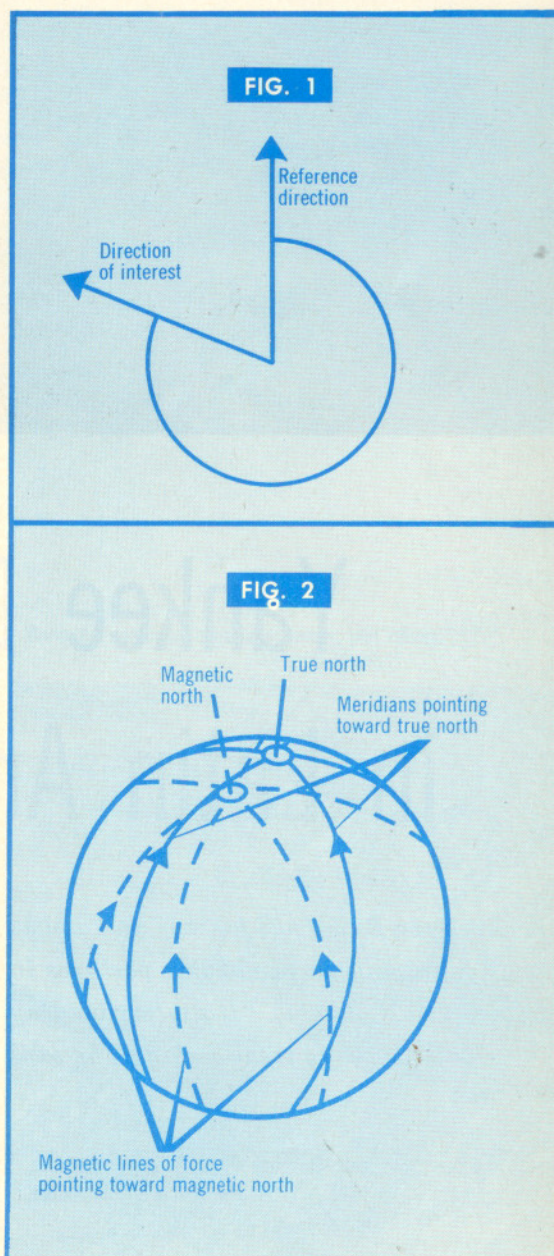 FIG. 1
Reference
direction
Direction
of interest
FIG. 2
True north
Magnetic
north
Meridians pointing
toward true north
Magnetic lines of force
pointing toward magnetic north